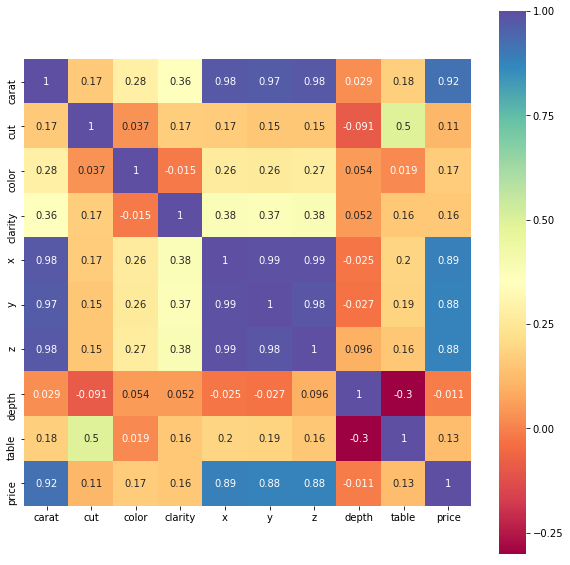 1.00
carat 1 0.17 0.28 0.36 0.98 0.97 0.98 0.029 0.18 0.92
cut 0.17 1 0.037 0.17 0.17 0.15 0.15 -0.091 0.5 0.11
0.75
color 0.28 0.037 1 -0.015 0.26 0.26 0.27 0.054 0.019 0.17
clarity 0.36 0.17 -0.015 1 0.38 0.37 0.38 0.052 0.16 0.16
0.50
x 0.98 0.17 0.26 0.38 1 0.99 0.99 -0.025 0.2 0.89
y 0.97 0.15 0.26 0.37 0.99 1 0.98 -0.027 0.19 0.88
0.25
z 0.98 0.15 0.27 0.38 0.99 0.98 1 0.096 0.16 0.88
depth 0.029 -0.091 0.054 0.052 -0.025 -0.027 0.096 1 -0.3 -0.011
0.00
table 0.18 0.5 0.019 0.16 0.2 0.19 0.16 -0.3 1 0.13
price 0.92 0.11 0.17 0.16 0.89 0.88 0.88 -0.011 0.13 1
carat cut color clarity x y z depth table price
-0.25